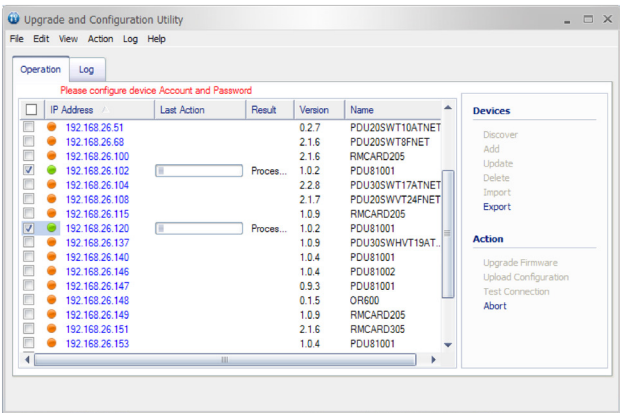 Upgrade and Configuration Utility
File Edit View Action Log Help
Operation Log
Please configure device Account and Password
IP Address Last Action Result Version Name
192.168.26.51 0.2.7 PDU20SWT10ATNET
192.168.26.68 2.1.6 PDU20SWT8FNET
192.168.26.100 2.1.6 RMCARD205
192.168.26.102 Proces... 1.0.2 PDU81001
192.168.26.104 2.2.8 PDU30SWT17ATNET
192.168.26.108 2.1.7 PDU20SWVT24FNET
192.168.26.115 1.0.9 RMCARD205
192.168.26.120 Proces... 1.0.2 PDU81001
192.168.26.137 1.0.9 PDU30SWHVT19AT...
192.168.26.140 1.0.4 PDU81001
192.168.26.146 1.0.4 PDU81002
192.168.26.147 0.9.3 PDU81001
192.168.26.148 0.1.5 OR600
192.168.26.149 1.0.9 RMCARD205
192.168.26.151 2.1.6 RMCARD305
192.168.26.153 1.0.4 PDU81001
Devices
Discover
Add
Update
Delete
Import
Export
Action
Upgrade Firmware
Upload Configuration
Test Connection
Abort